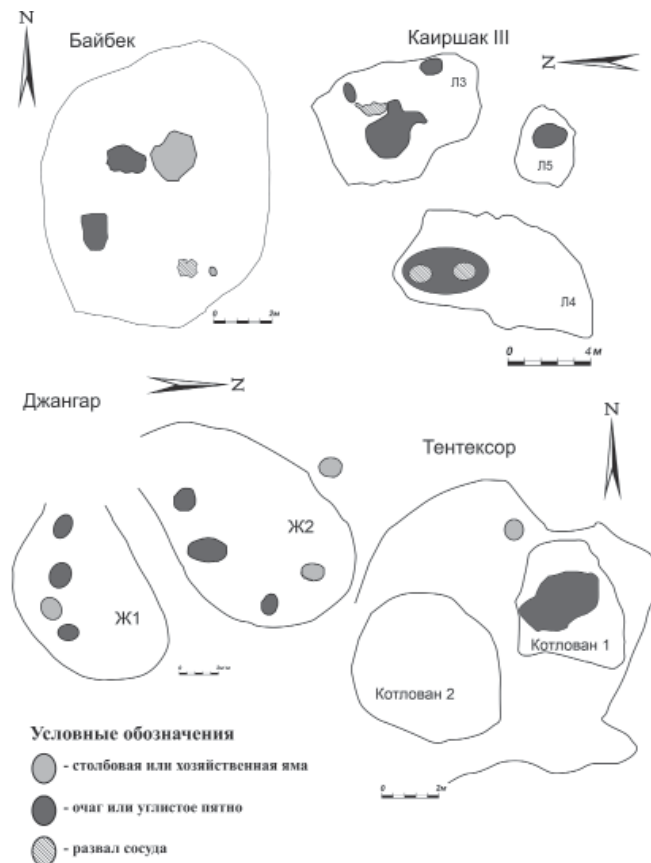 N
Байбек
0 2м
Каиршак III
N
Л3
Л5
Л4
0 4 м
Джангар
N
Ж1
Ж2
0
Тентексор
N
Котлован 1
Котлован 2
0 2м
Условные обозначения
- столбовая или хозяйственная яма
- очаг или углистое пятно
- развал сосуда